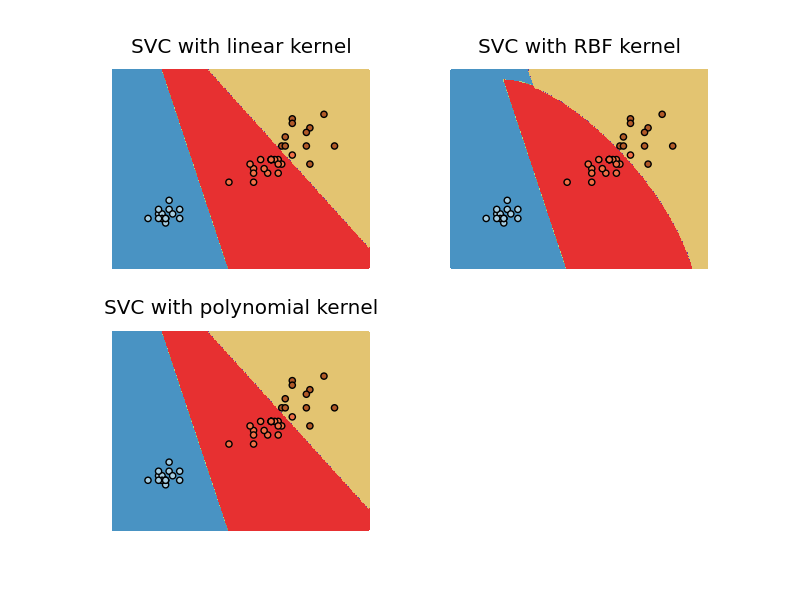 SVC with linear kernel
SVC with RBF kernel
SVC with polynomial kernel